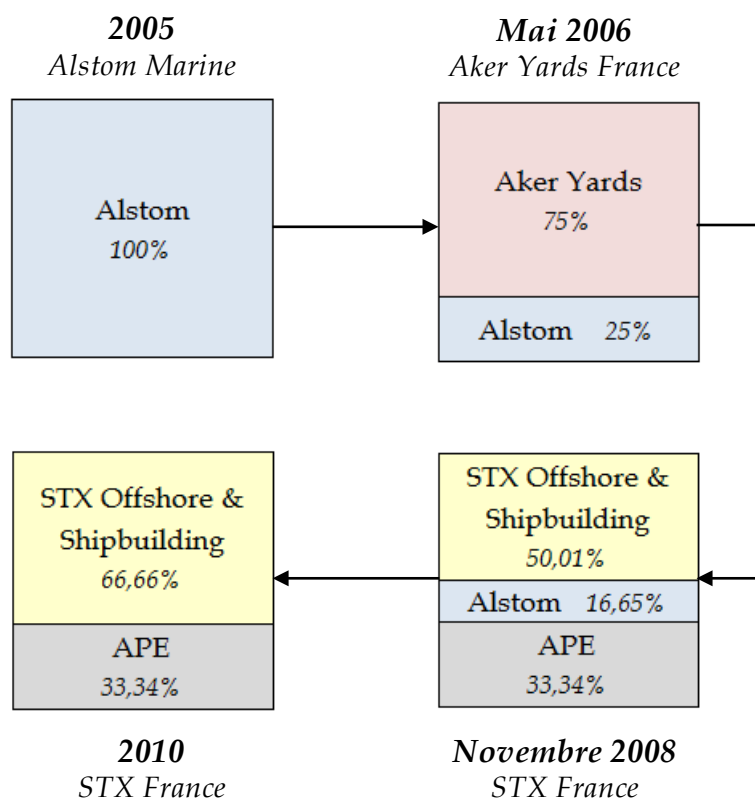 2005
Alstom Marine
Alstom
100%
Mai 2006
Aker Yards France
Aker Yards
75%
Alstom 25%
STX Offshore &
Shipbuilding
50,01%
Alstom 16,65%
APE
33,34%
Novembre 2008
STX France
STX Offshore &
Shipbuilding
66,66%
APE
33,34%
2010
STX France